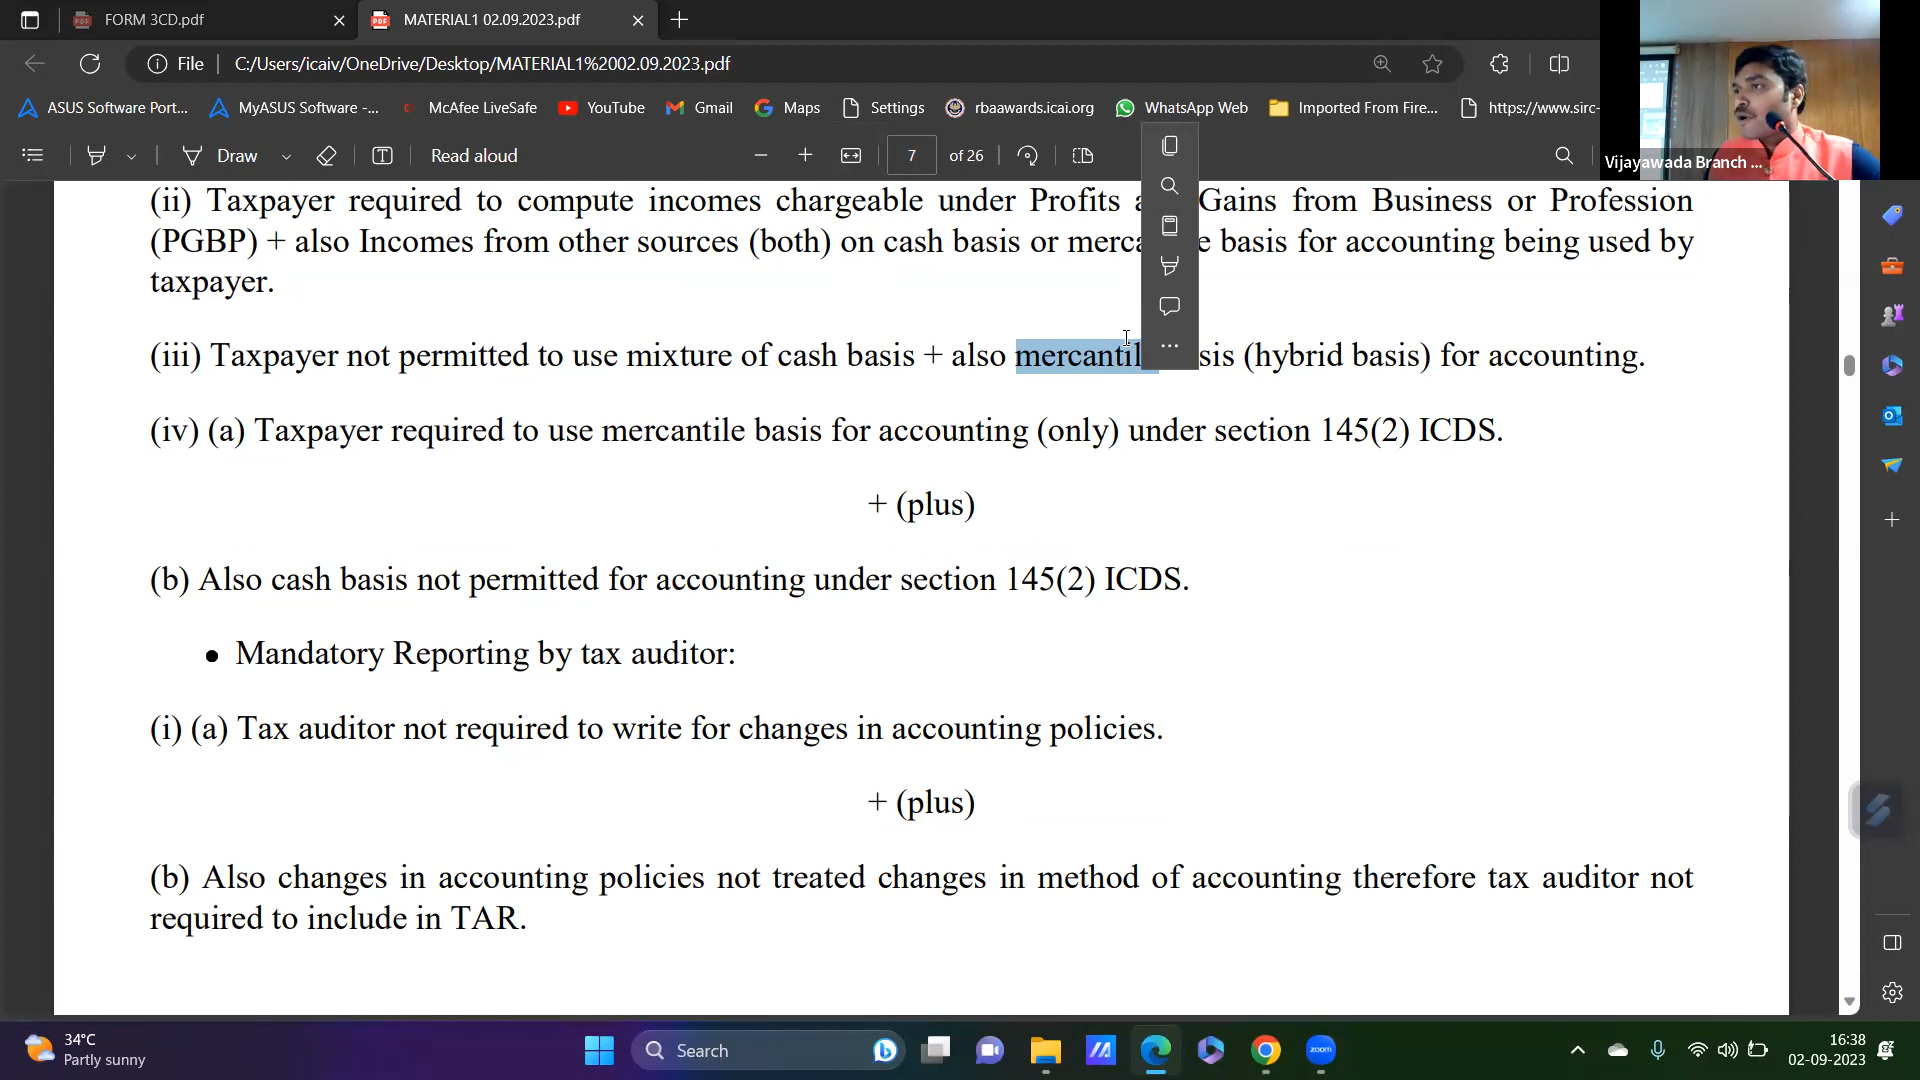 FORM 3CD.pdf
MATERIAL1 02.09.2023.pdf
File
C:/Users/icaiv/OneDrive/Desktop/MATERIAL1%2002.09.2023.pdf
ASUS Software Port...
MyASUS Software -...
McAfee LiveSafe
YouTube
Gmail
Maps
Settings
rbaawards.icai.org
WhatsApp Web
Imported From Fire...
https://www.sirc-
Draw
Read aloud
7
of 26
Vijayawada Branch ...
(ii) Taxpayer required to compute incomes chargeable under Profits a Gains from Business or Profession
(PGBP) + also Incomes from other sources (both) on cash basis or merca e basis for accounting being used by
taxpayer.
(iii) Taxpayer not permitted to use mixture of cash basis + also mercantil sis (hybrid basis) for accounting.
(iv) (a) Taxpayer required to use mercantile basis for accounting (only) under section 145(2) ICDS.
+ (plus)
(b) Also cash basis not permitted for accounting under section 145(2) ICDS.
• Mandatory Reporting by tax auditor:
(i) (a) Tax auditor not required to write for changes in accounting policies.
+ (plus)
(b) Also changes in accounting policies not treated changes in method of accounting therefore tax auditor not
required to include in TAR.
34°C
Partly sunny
Search
zoom
16:38
02-09-2023